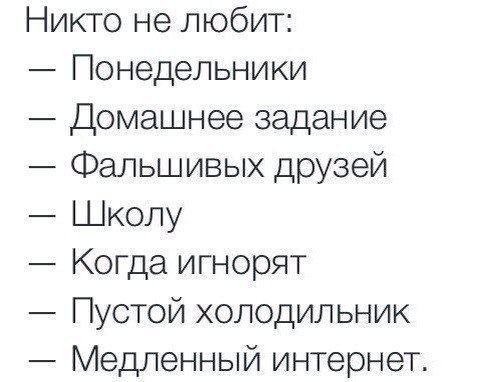 Никто не любит:
— Понедельники
— Домашнее задание
— Фальшивых друзей
— Школу
— Когда игнорят
— Пустой холодильник
— Медленный интернет.